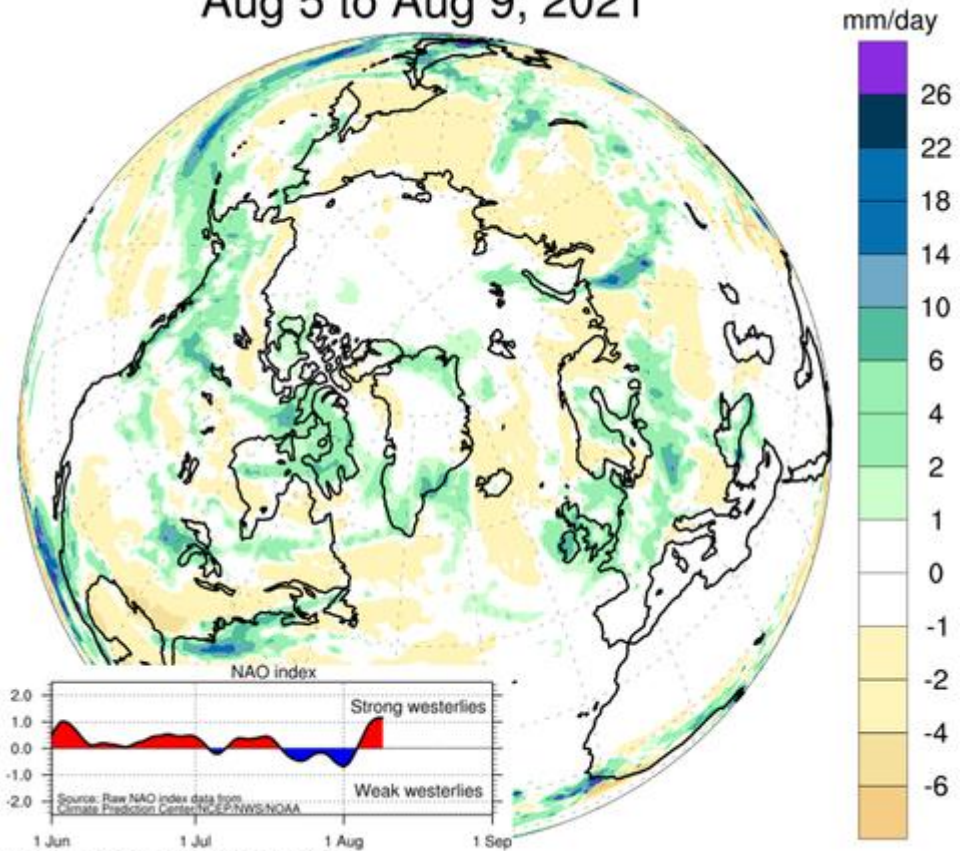 Aug 5 to Aug 9, 2021
mm/day
26
22
18
14
10
6
4
2
1
0
-1
-2
-4
-6
NAO index
2.0
1.0
0.0
-1.0
-2.0
Strong westerlies
Weak westerlies
Source: Raw NAO index data from
Climate Prediction Center/NCEP/NWS/NOAA
1 Jun
1 Jul
1 Aug
1 Sep